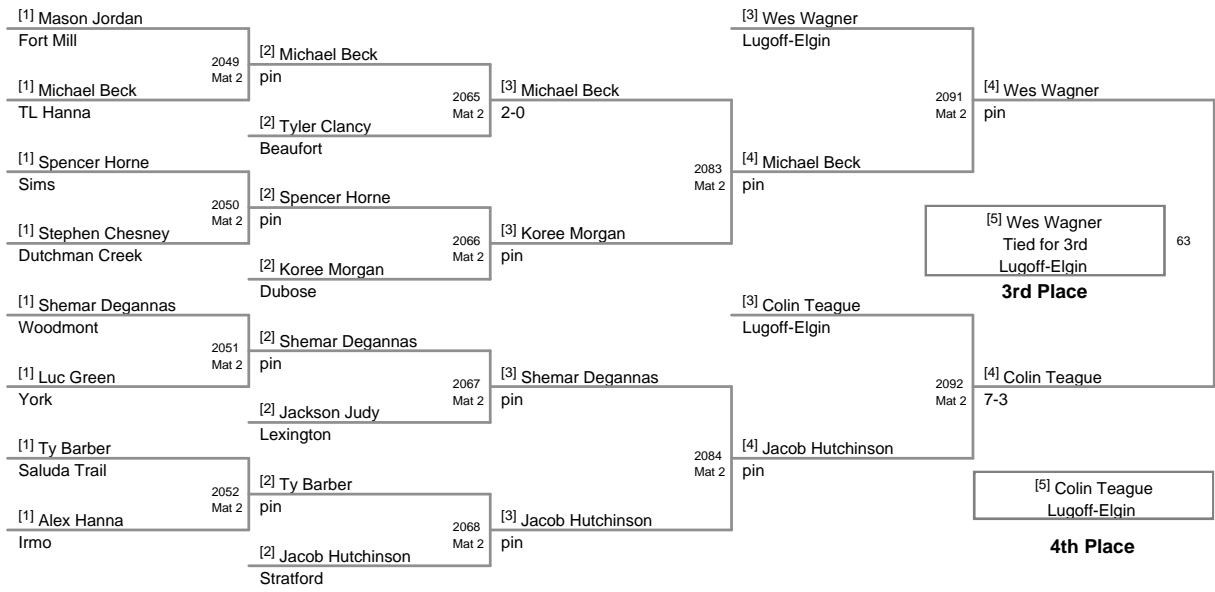 [1] Mason Jordan
Fort Mill
2049
Mat 2
[1] Michael Beck
TL Hanna
[1] Spencer Horne
Sims
2050
Mat 2
[1] Stephen Chesney
Dutchman Creek
[1] Shemar Degannas
Woodmont
2051
Mat 2
[1] Luc Green
York
[1] Ty Barber
Saluda Trail
2052
Mat 2
[1] Alex Hanna
Irmo
[2] Michael Beck
pin
2065
Mat 2
[2] Tyler Clancy
Beaufort
[2] Spencer Horne
pin
2066
Mat 2
[2] Koree Morgan
Dubose
[2] Shemar Degannas
pin
2067
Mat 2
[2] Jackson Judy
Lexington
[2] Ty Barber
pin
2068
Mat 2
[2] Jacob Hutchinson
Stratford
[3] Michael Beck
2-0
2083
Mat 2
[3] Koree Morgan
pin
[3] Shemar Degannas
pin
2084
Mat 2
[3] Jacob Hutchinson
pin
[3] Wes Wagner
Lugoff-Elgin
2091
Mat 2
[4] Michael Beck
pin
[3] Colin Teague
Lugoff-Elgin
2092
Mat 2
[4] Jacob Hutchinson
pin
[4] Wes Wagner
pin
[5] Wes Wagner
Tied for 3rd
Lugoff-Elgin
63
3rd Place
[4] Colin Teague
7-3
[5] Colin Teague
Lugoff-Elgin
4th Place